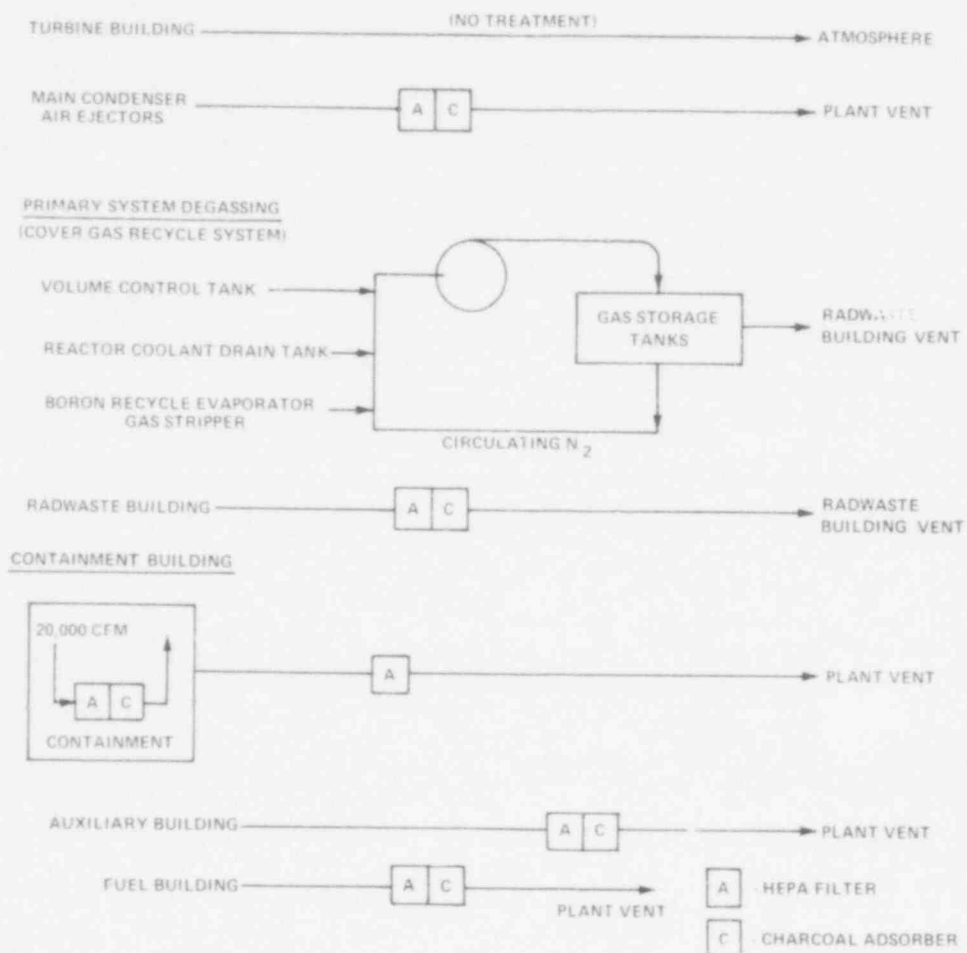 (NO TREATMENT)
TURBINE BUILDING
ATMOSPHERE
MAIN CONDENSER
AIR EJECTORS
A C
PLANT VENT
PRIMARY SYSTEM DEGASSING
(COVER GAS RECYCLE SYSTEM)
VOLUME CONTROL TANK
GAS STORAGE
TANKS
RADWASTE
BUILDING VENT
REACTOR COOLANT DRAIN TANK
BORON RECYCLE EVAPORATOR
GAS STRIPPER
CIRCULATING N2
RADWASTE BUILDING
A C
RADWASTE
BUILDING VENT
CONTAINMENT BUILDING
20,000 CFM
A C
CONTAINMENT
A
PLANT VENT
AUXILIARY BUILDING
A C
PLANT VENT
FUEL BUILDING
A C
PLANT VENT
A - HEPA FILTER
C - CHARCOAL ADSORBER